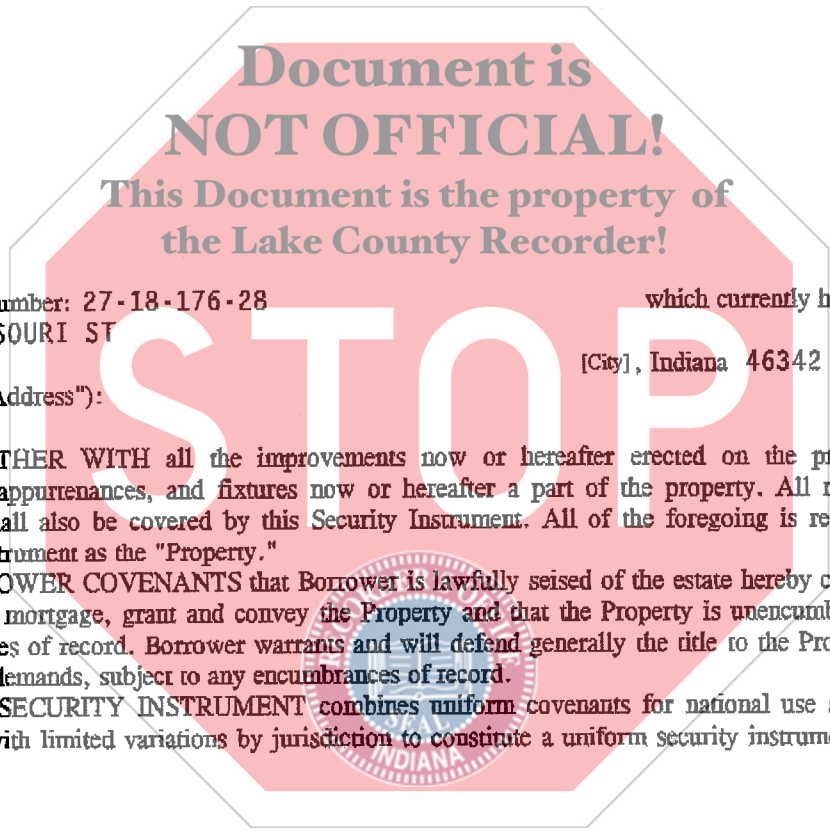 Document is
NOT OFFICIAL!
This Document is the property of
the Lake County Recorder!
STOP
umber: 27-18-176-28 which currently h
SOURI ST
[City], Indiana 46342
Address"):
THER WITH all the improvements now or hereafter erected on the pr
appurtenances, and fixtures now or hereafter a part of the property. All r
all also be covered by this Security Instrument. All of the foregoing is re
trument as the "Property."
OWER COVENANTS that Borrower is lawfully seised of the estate hereby c
mortgage, grant and convey the Property and that the Property is unencumb
es of record. Borrower warrants and will defend generally the title to the Pro
demands, subject to any encumbrances of record.
SECURITY INSTRUMENT combines uniform covenants for national use a
with limited variations by jurisdiction to constitute a uniform security instrume
SEAL
INDIANA